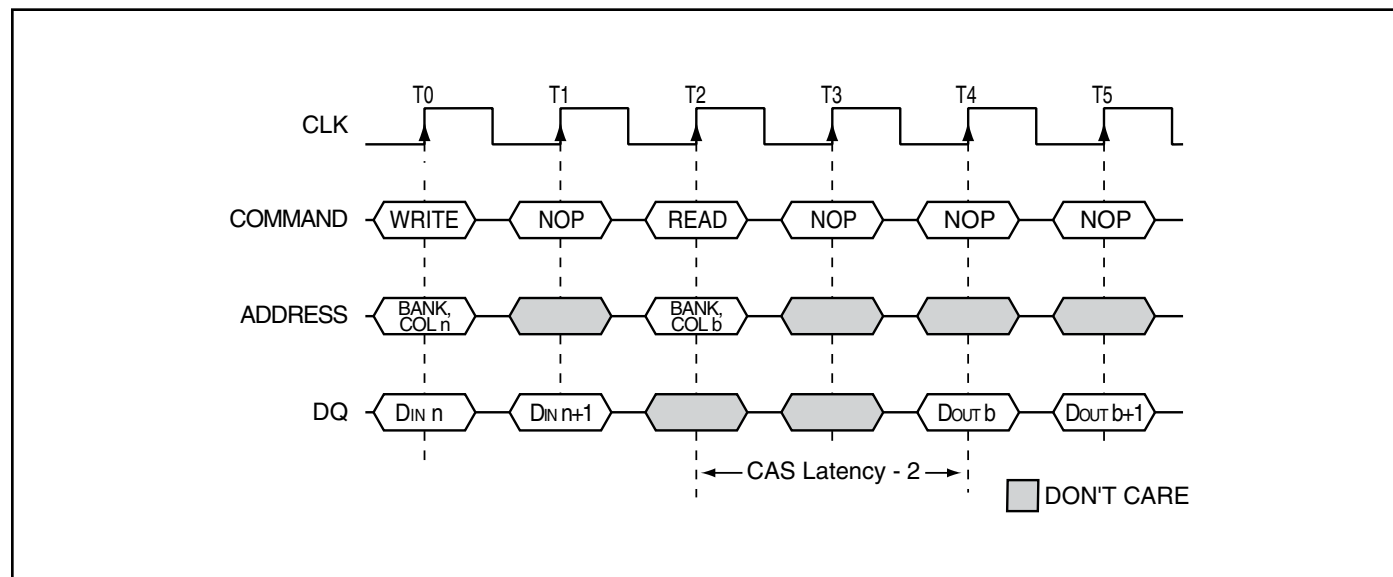 T0 T1 T2 T3 T4 T5
CLK
COMMAND WRITE NOP READ NOP NOP NOP
ADDRESS BANK, COL n BANK, COL b
DQ DIN n DIN n+1 DOUT b DOUT b+1
CAS Latency - 2
DON'T CARE